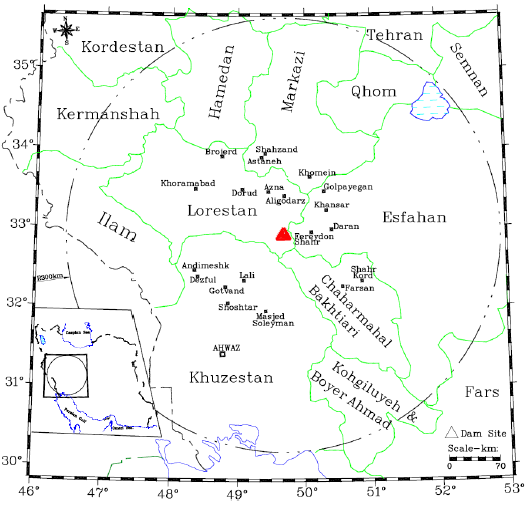 N
W E
S
Kordestan
Hamedan
Markazi
Tehran
Semnan
Qhom
Kermanshah
35°
34°
33°
32°
31°
30°
Brojerd
Shahzand
Astaneh
Khomein
Khoramabad
Dorud
Azna
Aligodarz
Golpayegan
Khansar
Lorestan
Esfahan
Ilam
Daran
Fereydon
Shahr
Andimeshk
Dezful
Lali
Gotvand
Shoshtar
Masjed
Soleyman
Shahr
Kord
Farsan
Chaharmahal
Bakhtiari
R300km
AHWAZ
Khuzestan
Kohgiluyeh &
Boyer Ahmad
Fars
Dam Site
Scale-km:
0 70
46° 47° 48° 49° 50° 51° 52° 53°